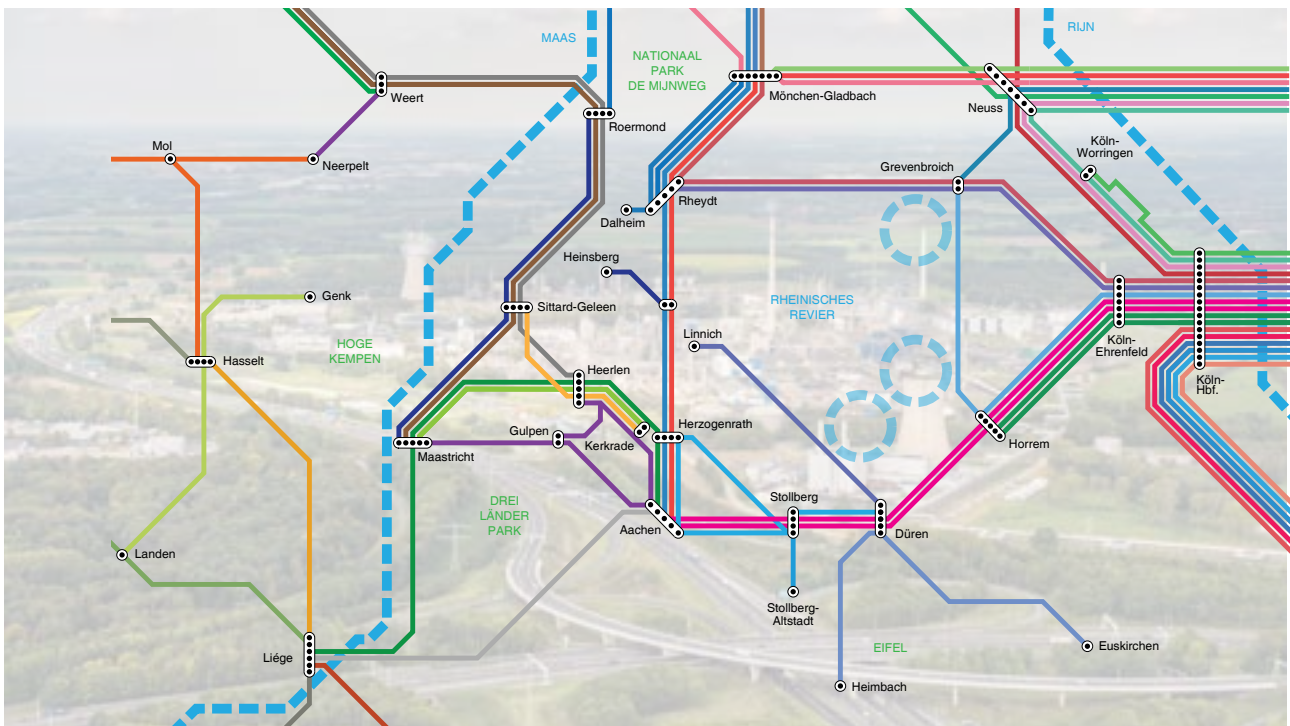 MAAS
NATIONAAL
PARK
DE MIJNWEG
RIJN
Weert
Roermond
Mönchen-Gladbach
Neuss
Köln-
Worringen
Mol
Neerpelt
Grevenbroich
Dalheim
Rheydt
Heinsberg
Genk
Sittard-Geleen
RHEINISCHES
REVIER
Linnich
HOGE
KEMPEN
Hasselt
Heerlen
Köln-
Ehrenfeld
Köln-
Hbf.
Gulpen
Kerkrade
Herzogenrath
Maastricht
Horrem
DREI
LÄNDER
PARK
Stollberg
Aachen
Düren
Landen
Stollberg-
Altstadt
Liége
EIFEL
Euskirchen
Heimbach